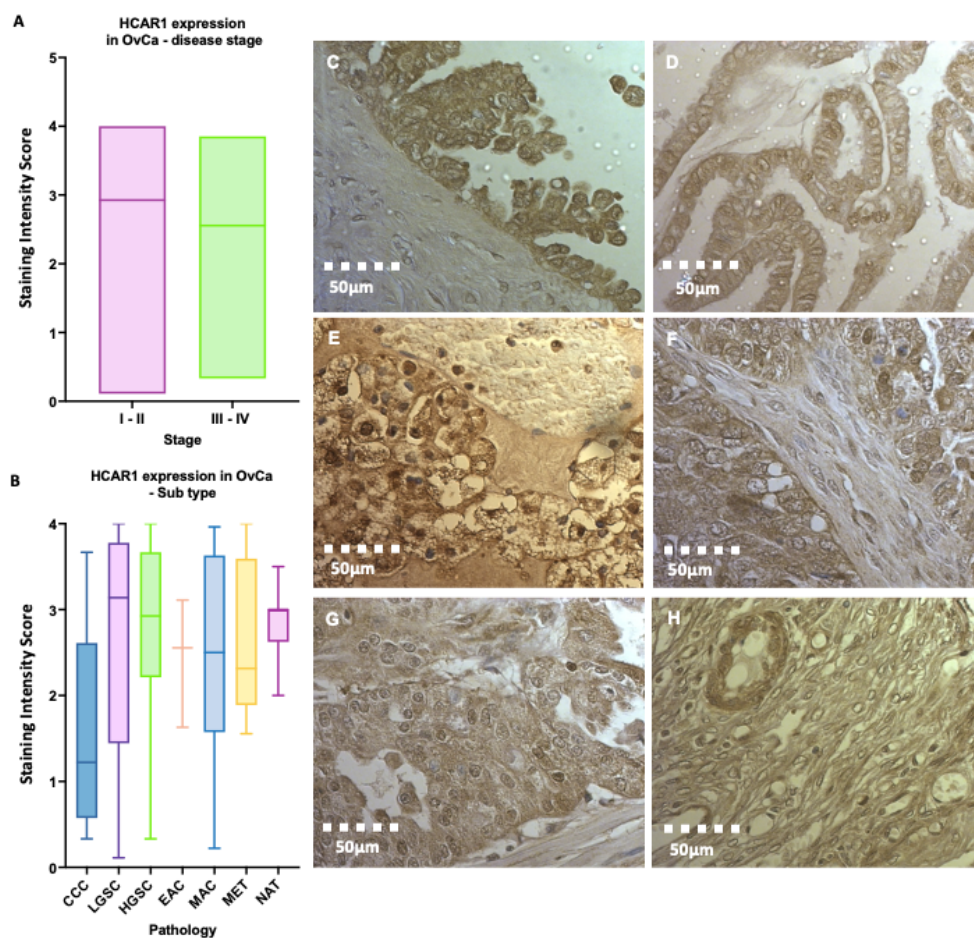 A
HCAR1 expression
in OvCa - disease stage
Staining Intensity Score
5
4
3
2
1
0
I - II
III - IV
Stage
B
HCAR1 expression in OvCa
- Sub type
Staining Intensity Score
4
3
2
1
0
CCC
LGSC
HGSC
EAC
MAC
MET
NAT
Pathology
C
50μm
D
50μm
E
50μm
F
50μm
G
50μm
H
50μm